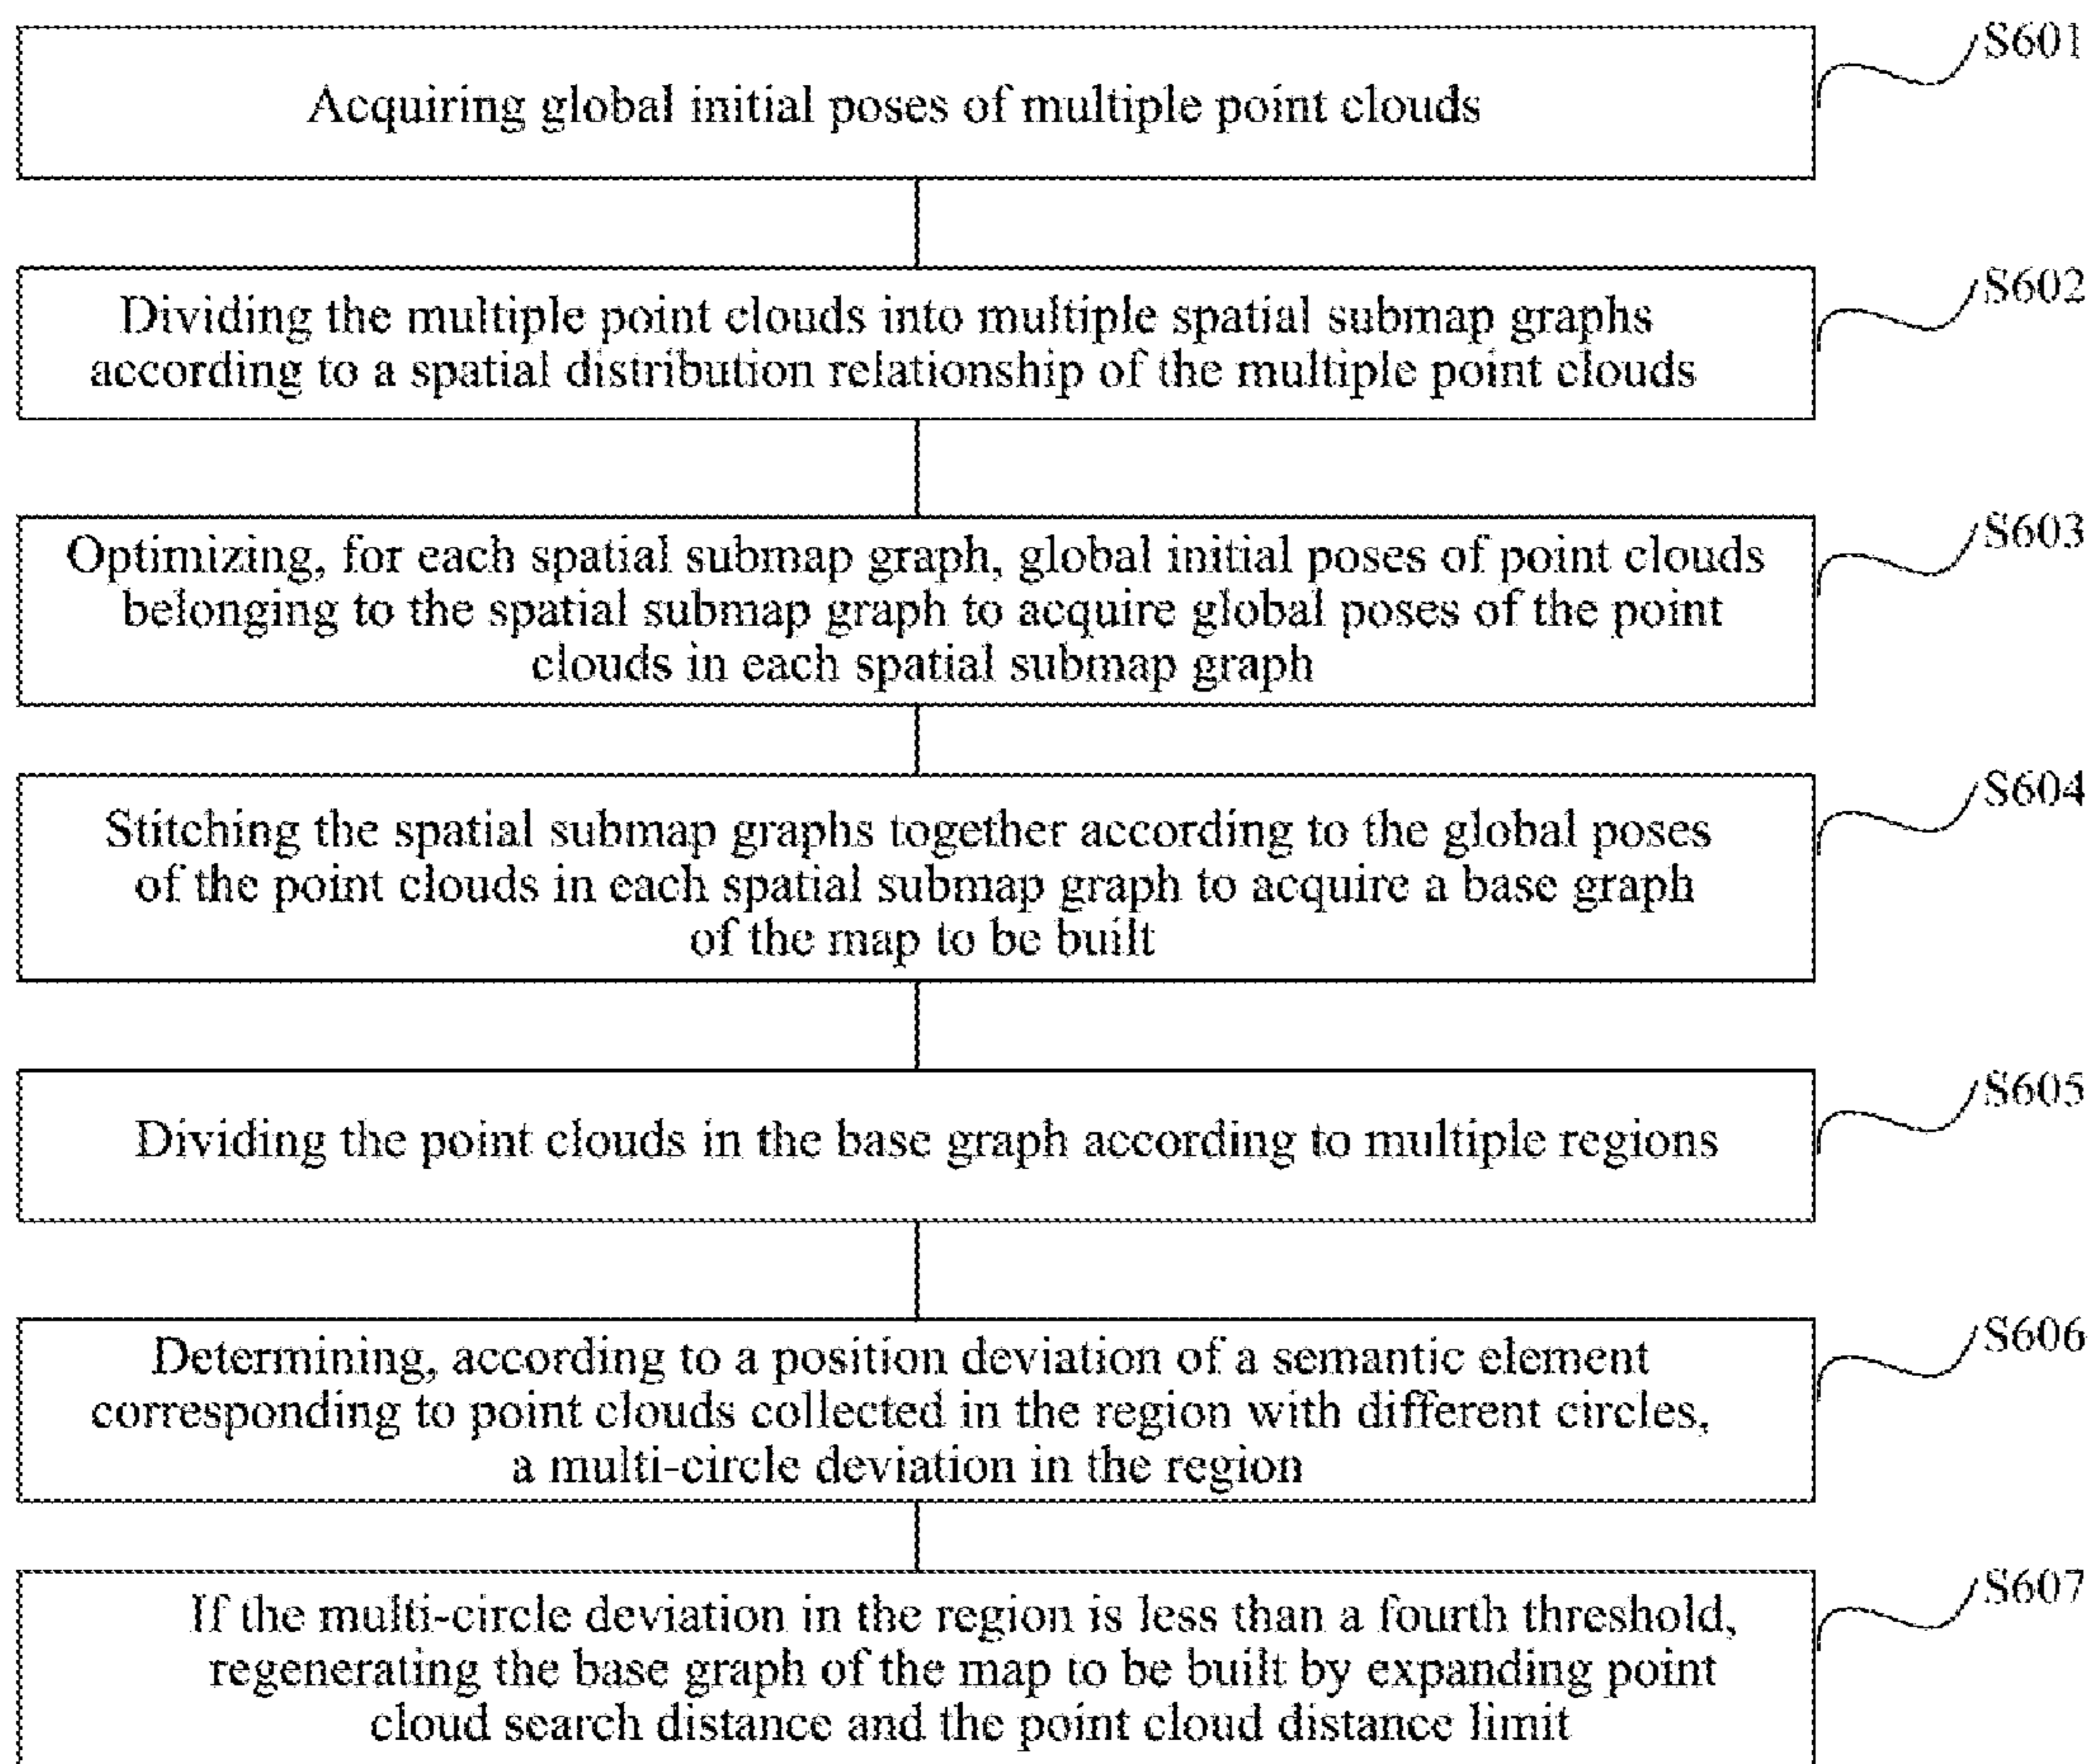 S601
Acquiring global initial poses of multiple point clouds
S602
Dividing the multiple point clouds into multiple spatial submap graphs
according to a spatial distribution relationship of the multiple point clouds
S603
Optimizing, for each spatial submap graph, global initial poses of point clouds
belonging to the spatial submap graph to acquire global poses of the point
clouds in each spatial submap graph
S604
Stitching the spatial submap graphs together according to the global poses
of the point clouds in each spatial submap graph to acquire a base graph
of the map to be built
S605
Dividing the point clouds in the base graph according to multiple regions
S606
Determining, according to a position deviation of a semantic element
corresponding to point clouds collected in the region with different circles,
a multi-circle deviation in the region
S607
If the multi-circle deviation in the region is less than a fourth threshold,
regenerating the base graph of the map to be built by expanding point
cloud search distance and the point cloud distance limit